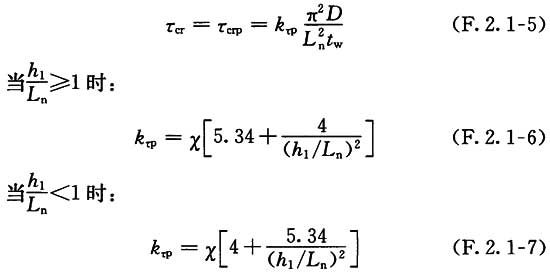 τcr = τcrp = kτp π²D / L²n tw (F.2.1-5)
当 h1/Ln ≥1 时：
kτp = χ[5.34 + 4/(h1/Ln)²] (F.2.1-6)
当 h1/Ln <1 时：
kτp = χ[4 + 5.34/(h1/Ln)²] (F.2.1-7)